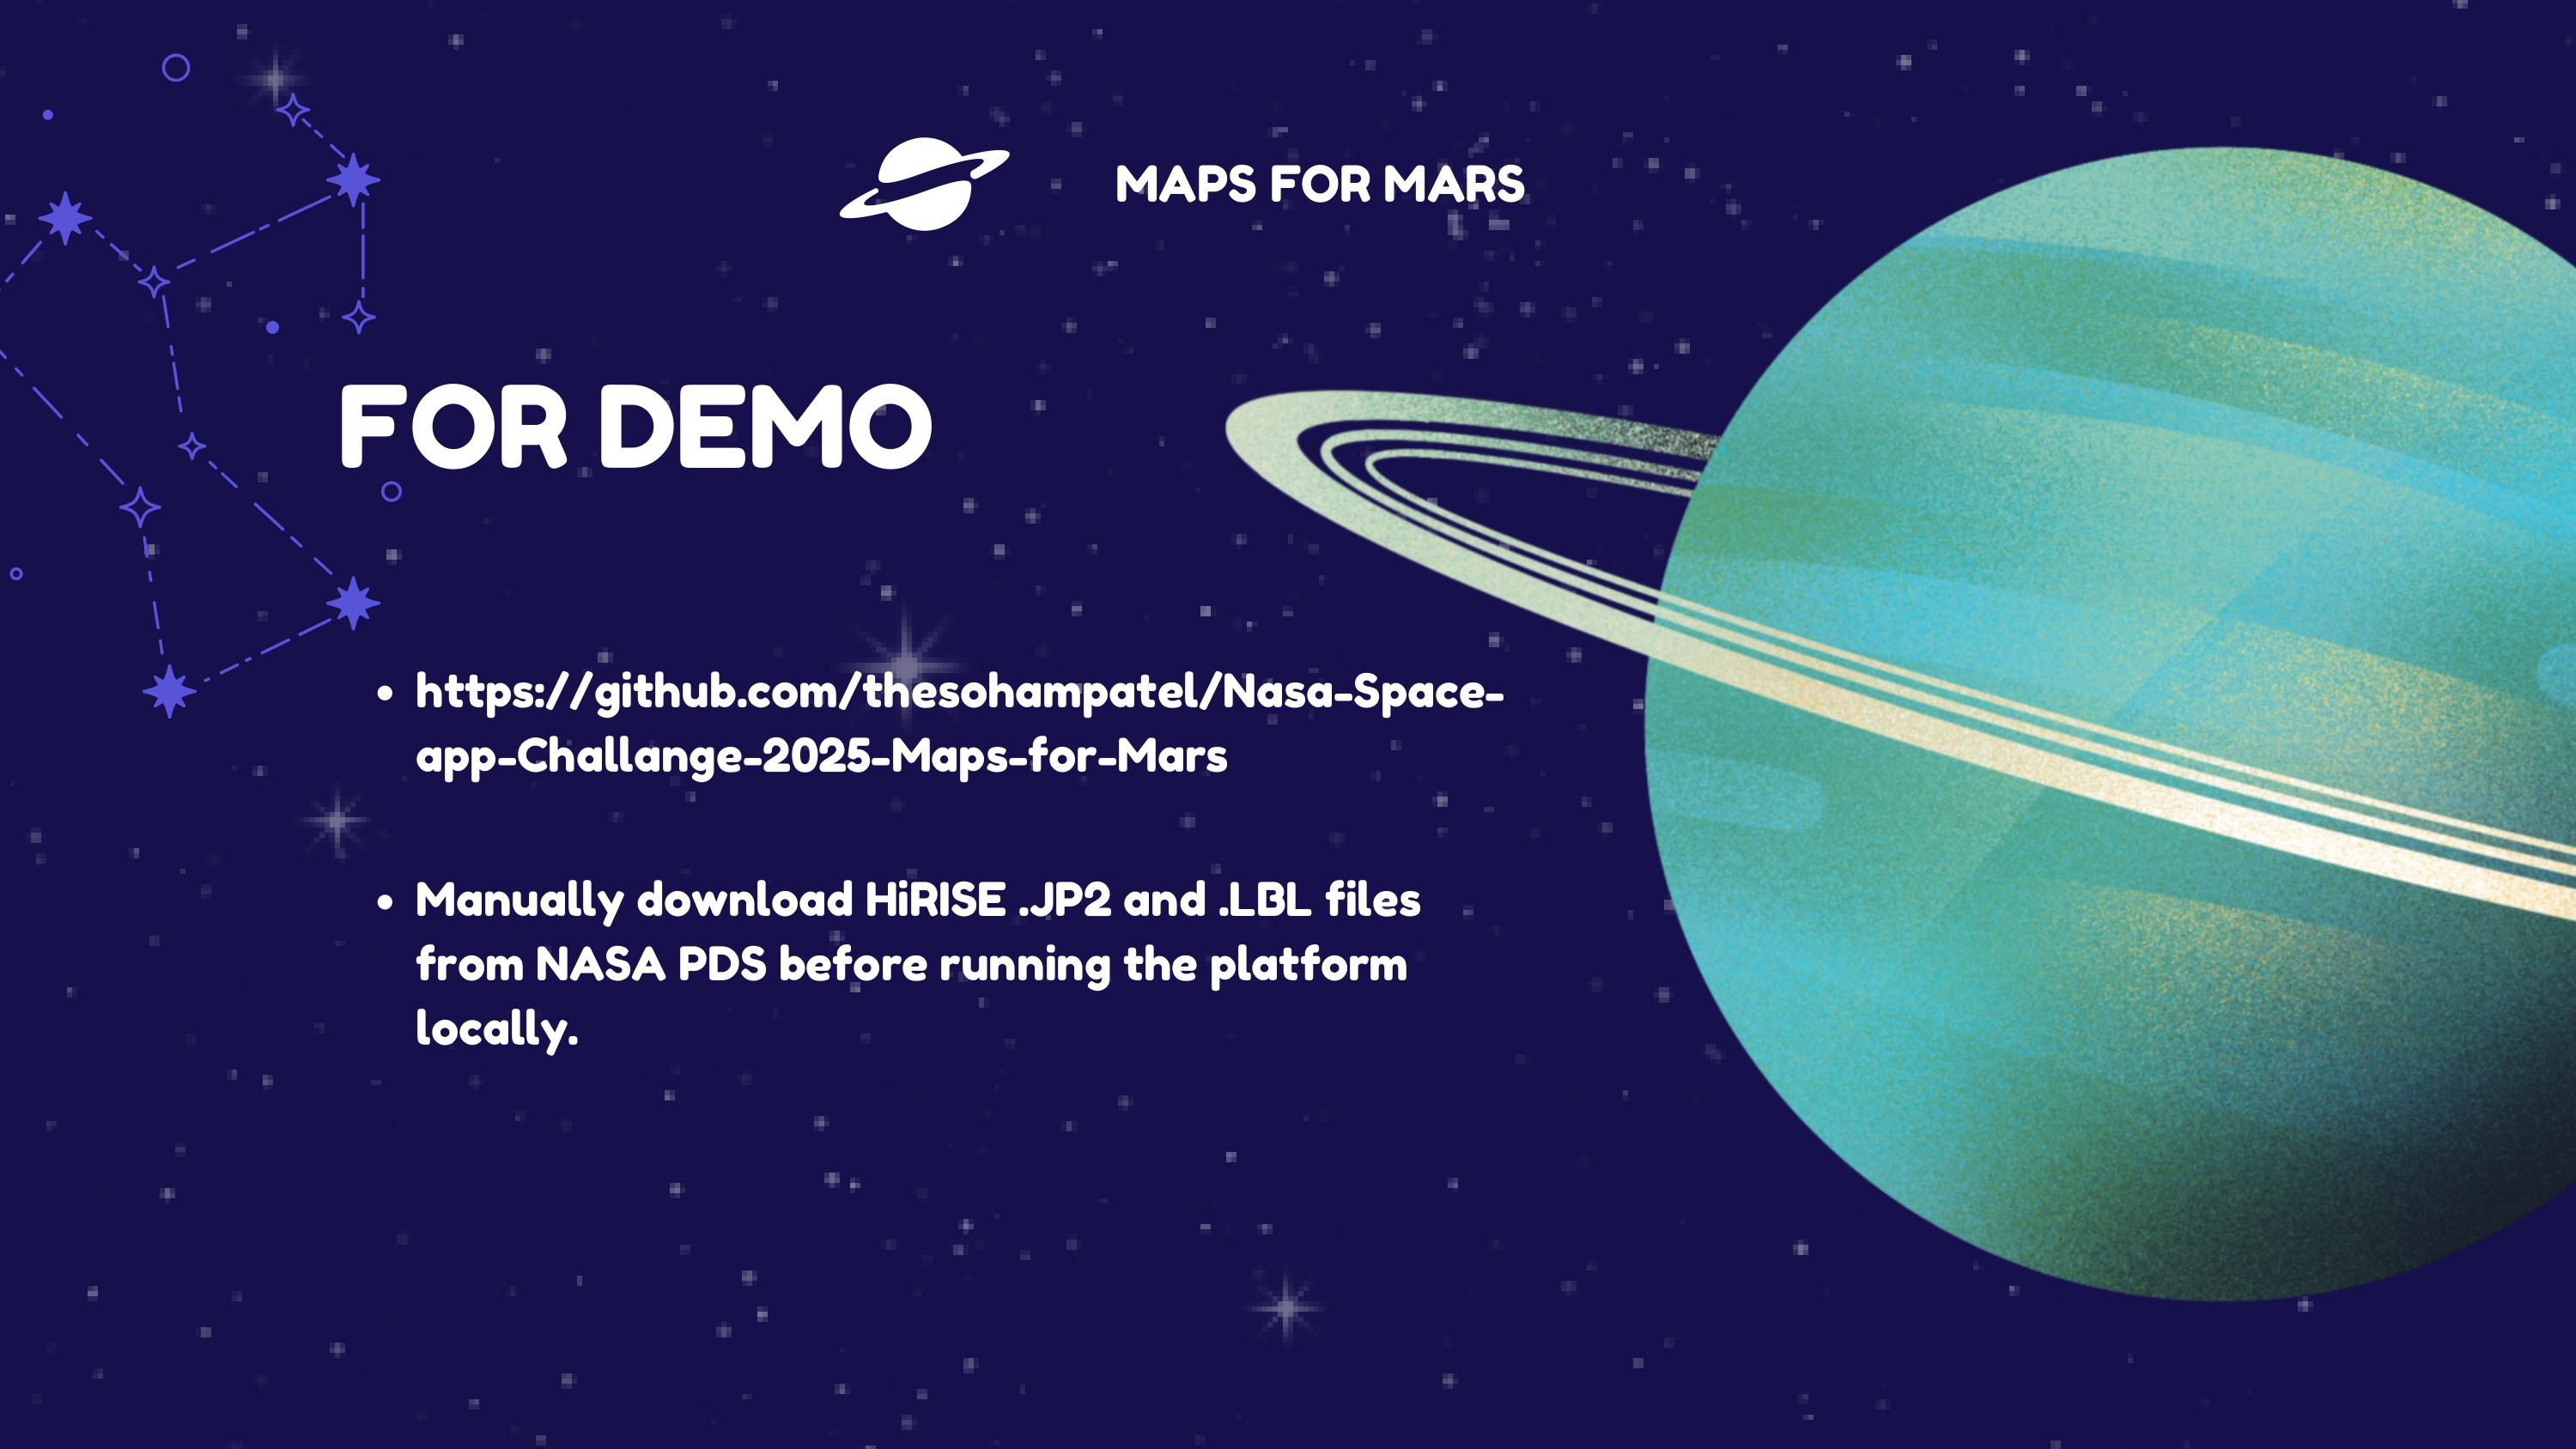 MAPS FOR MARS
FOR DEMO
• https://github.com/thesohampatel/Nasa-Space-
app-Challange-2025-Maps-for-Mars
• Manually download HiRISE .JP2 and .LBL files
from NASA PDS before running the platform
locally.